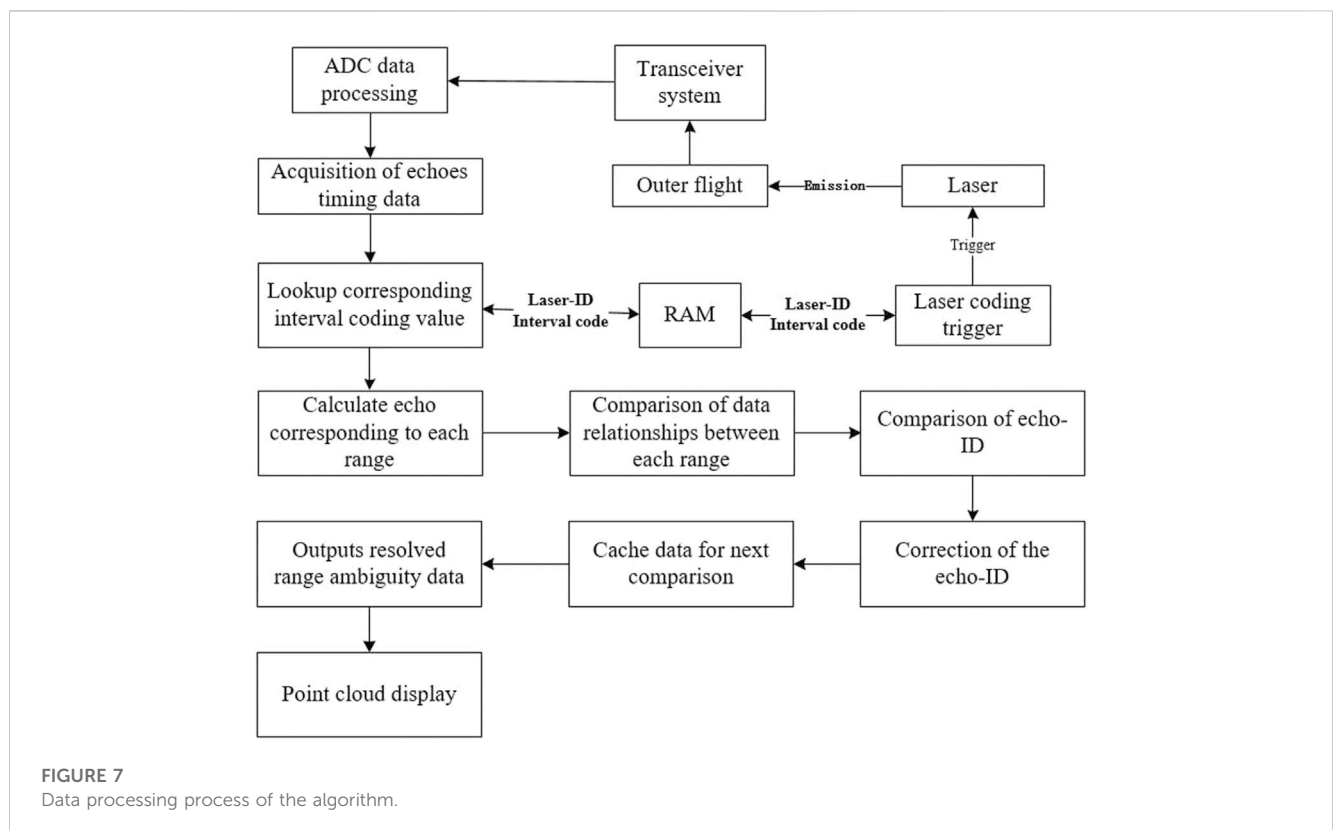 ADC data
processing
Transceiver
system
Acquisition of echoes
timing data
Outer flight
Emission
Laser
Trigger
Lookup corresponding
interval coding value
Laser-ID
Interval code
RAM
Laser-ID
Interval code
Laser coding
trigger
Calculate echo
corresponding to each
range
Comparison of data
relationships between
each range
Comparison of echo-
ID
Outputs resolved
range ambiguity data
Cache data for next
comparison
Correction of the
echo-ID
Point cloud display
FIGURE 7
Data processing process of the algorithm.